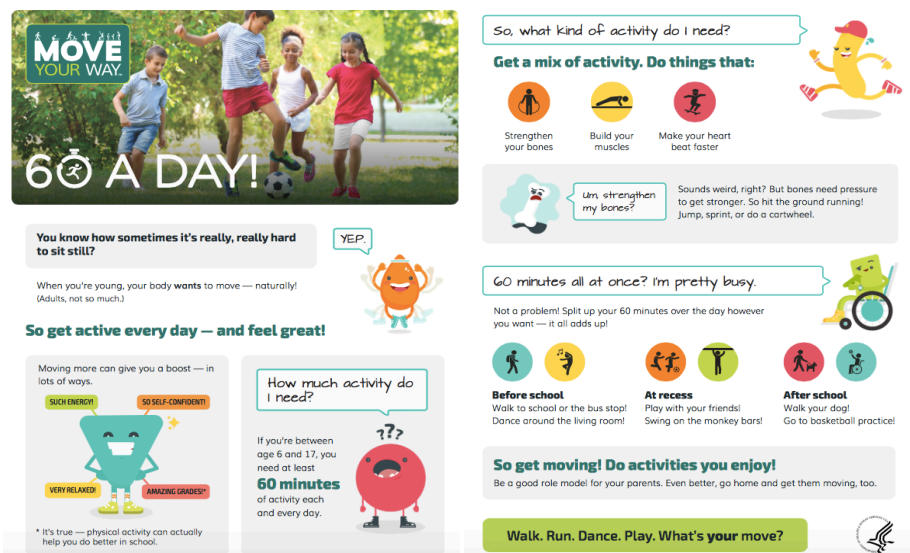 MOVE
YOUR WAY.
60 A DAY!
You know how sometimes it's really, really hard
to sit still?
YEP.
When you're young, your body wants to move — naturally!
(Adults, not so much.)
So get active every day — and feel great!
Moving more can give you a boost — in
lots of ways.
SUCH ENERGY!
SO SELF-CONFIDENT!
VERY RELAXED!
AMAZING GRADES!*
* It's true — physical activity can actually
help you do better in school.
How much activity do
I need?
???
If you're between
age 6 and 17, you
need at least
60 minutes
of activity each
and every day.
So, what kind of activity do I need?
Get a mix of activity. Do things that:
Strengthen
your bones
Build your
muscles
Make your heart
beat faster
Um, strengthen
my bones?
Sounds weird, right? But bones need pressure
to get stronger. So hit the ground running!
Jump, sprint, or do a cartwheel.
60 minutes all at once? I'm pretty busy.
Not a problem! Split up your 60 minutes over the day however
you want — it all adds up!
Before school
Walk to school or the bus stop!
Dance around the living room!
At recess
Play with your friends!
Swing on the monkey bars!
After school
Walk your dog!
Go to basketball practice!
So get moving! Do activities you enjoy!
Be a good role model for your parents. Even better, go home and get them moving, too.
Walk. Run. Dance. Play. What's your move?